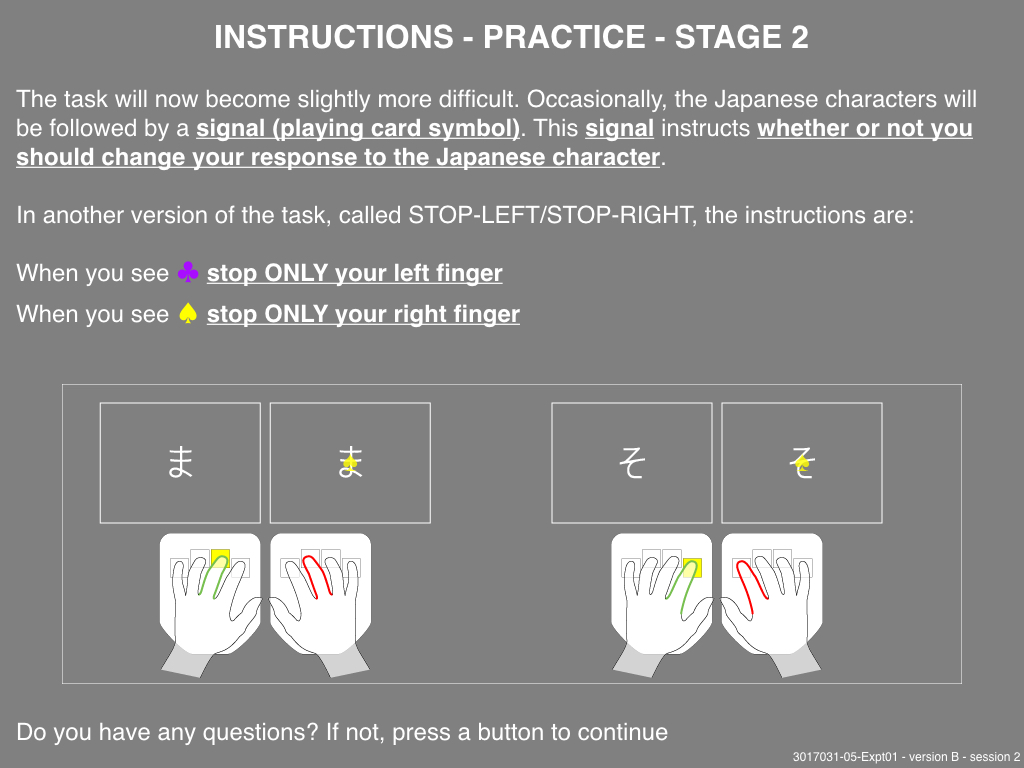 INSTRUCTIONS - PRACTICE - STAGE 2
The task will now become slightly more difficult. Occasionally, the Japanese characters will
be followed by a signal (playing card symbol). This signal instructs whether or not you
should change your response to the Japanese character.
In another version of the task, called STOP-LEFT/STOP-RIGHT, the instructions are:
When you see ♣ stop ONLY your left finger
When you see ♠ stop ONLY your right finger
ま ま そ そ
Do you have any questions? If not, press a button to continue
3017031-05-Expt01 - version B - session 2